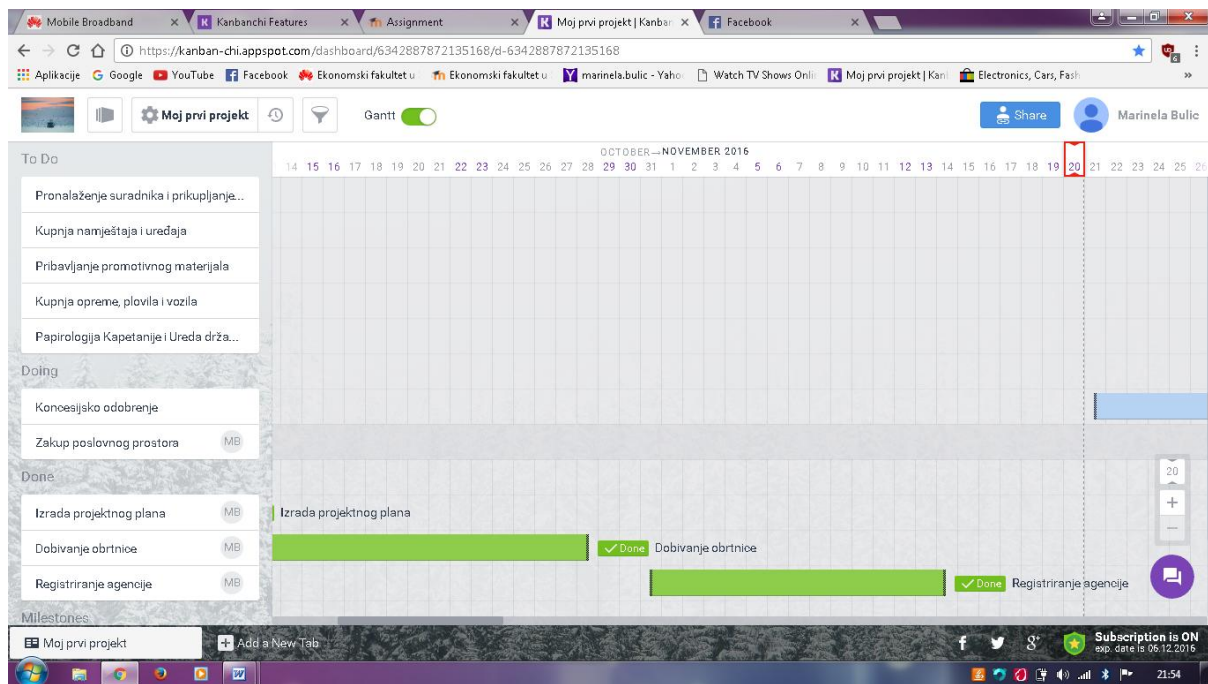 Mobile Broadband
Kanbanchi Features
Assignment
Moj prvi projekt | Kanban
Facebook
https://kanban-chi.appspot.com/dashboard/6342887872135168/d-6342887872135168
Aplikacije Google YouTube Facebook Ekonomski fakultet u Ekonomski fakultet u marinela.bulic - Yaho Watch TV Shows Onli Moj prvi projekt | Kan Electronics, Cars, Fash »
Moj prvi projekt Gantt Share Marinela Bulic
OCTOBER—NOVEMBER 2016
To Do
14 15 16 17 18 19 20 21 22 23 24 25 26 27 28 29 30 31 1 2 3 4 5 6 7 8 9 10 11 12 13 14 15 16 17 18 19 20 21 22 23 24 25 26
Pronalaženje suradnika i prikupljanje...
Kupnja namještaja i uređaja
Pribavljanje promotivnog materijala
Kupnja opreme, plovila i vozila
Papirologija Kapetanije i Ureda drža...
Doing
Koncesijsko odobrenje
Zakup poslovnog prostora MB
Done
20
Izrada projektnog plana MB Izrada projektnog plana
+
−
Dobivanje obrtnice MB Done Dobivanje obrtnice
Registriranje agencije MB Done Registriranje agencije
Milestones
Moj prvi projekt + Add a New Tab
Subscription is ON
exp. date is 06.12.2016
21:54